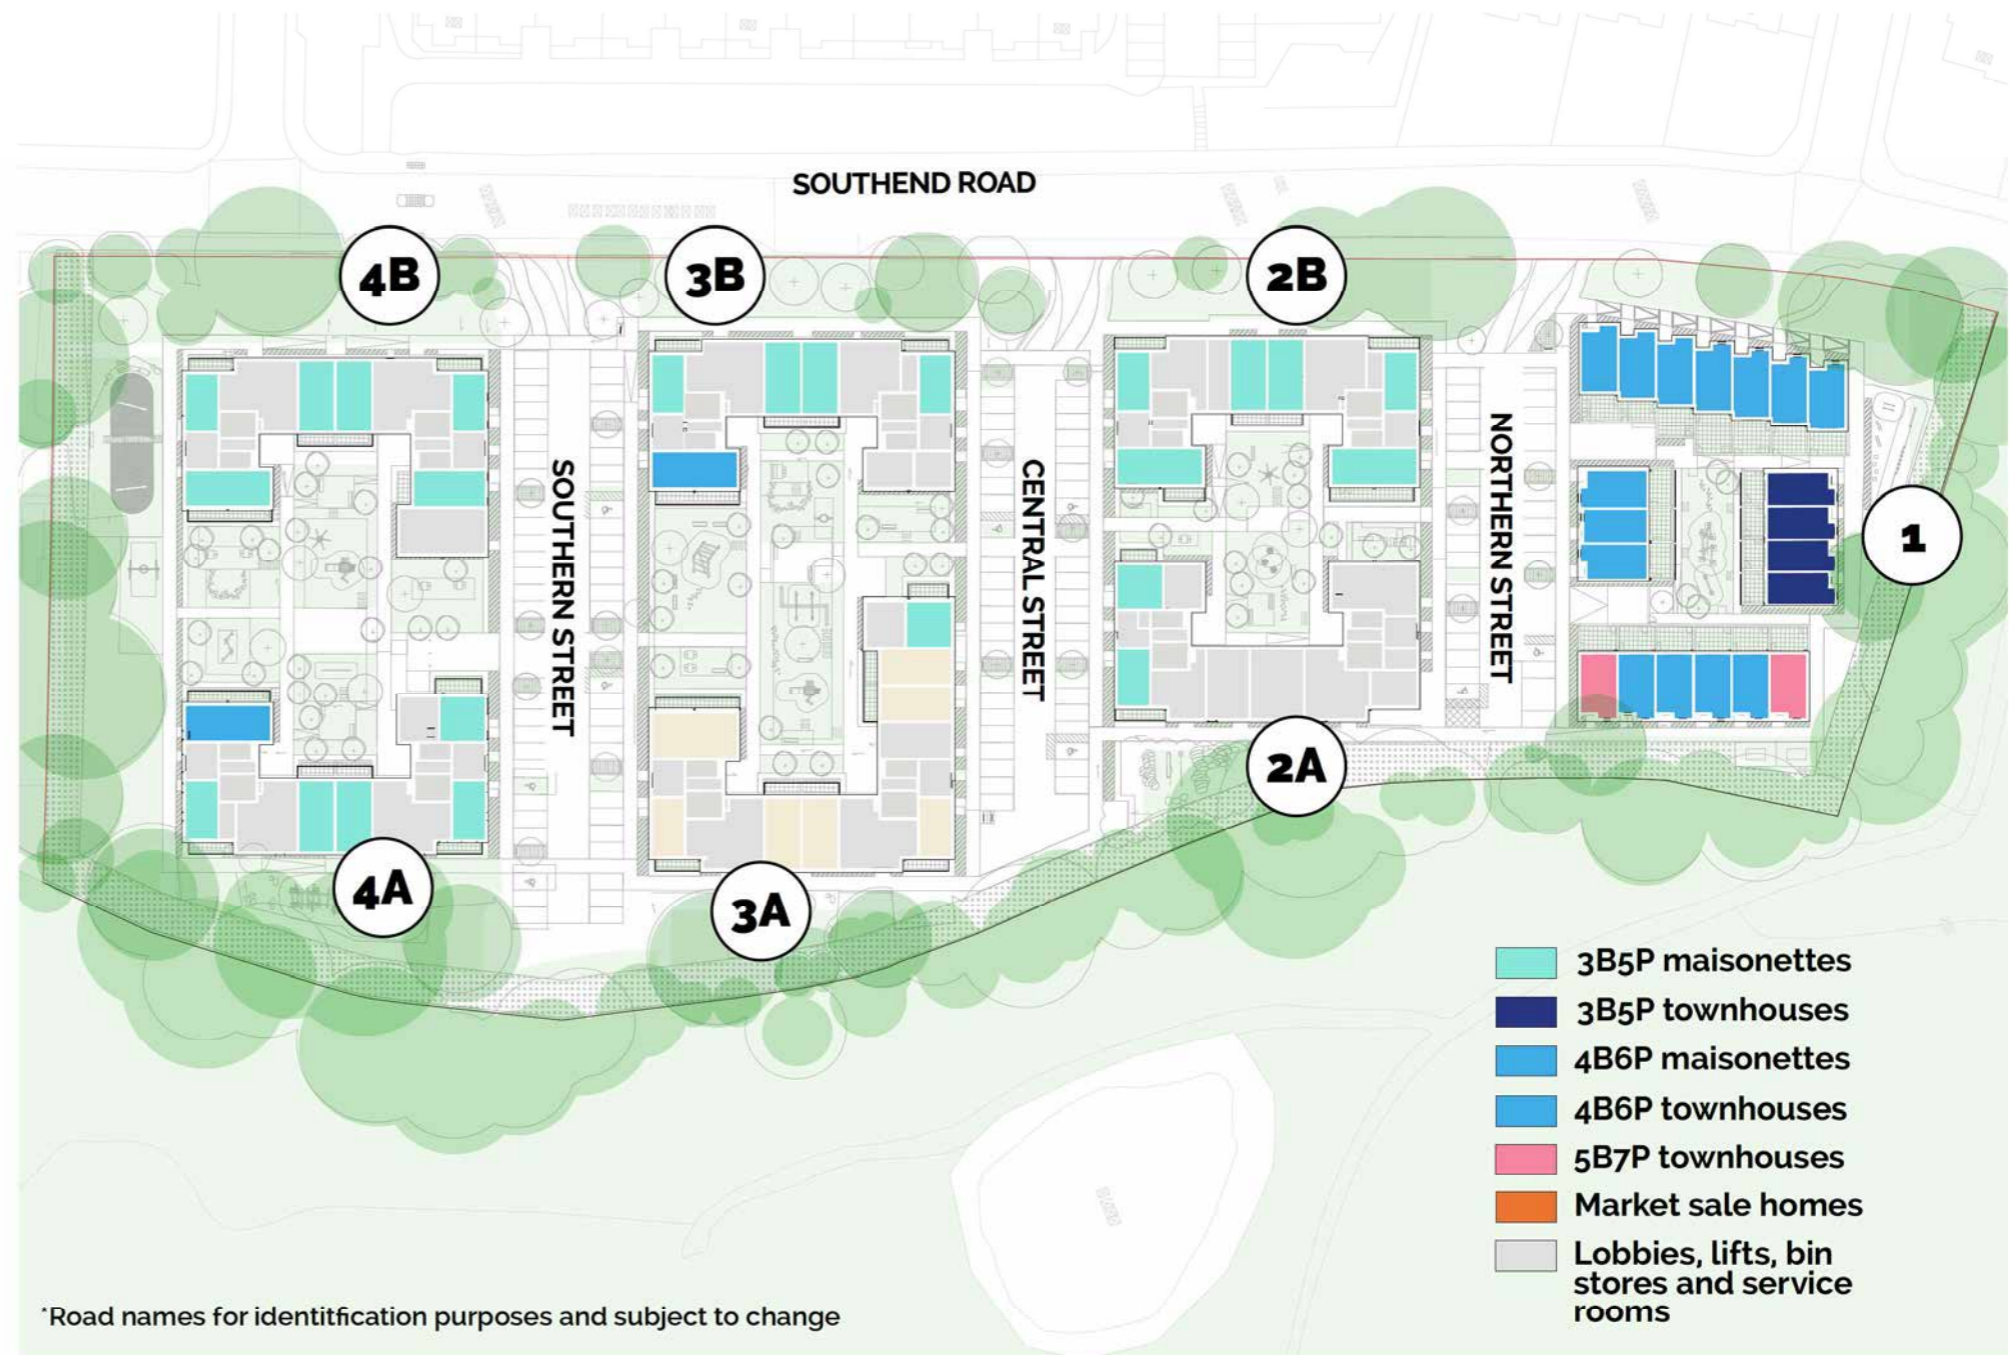 SOUTHEND ROAD
4B
3B
2B
SOUTHERN STREET
CENTRAL STREET
NORTHERN STREET
1
2A
4A
3A
3B5P maisonettes
3B5P townhouses
4B6P maisonettes
4B6P townhouses
5B7P townhouses
Market sale homes
Lobbies, lifts, bin
stores and service
rooms
*Road names for identitfication purposes and subject to change